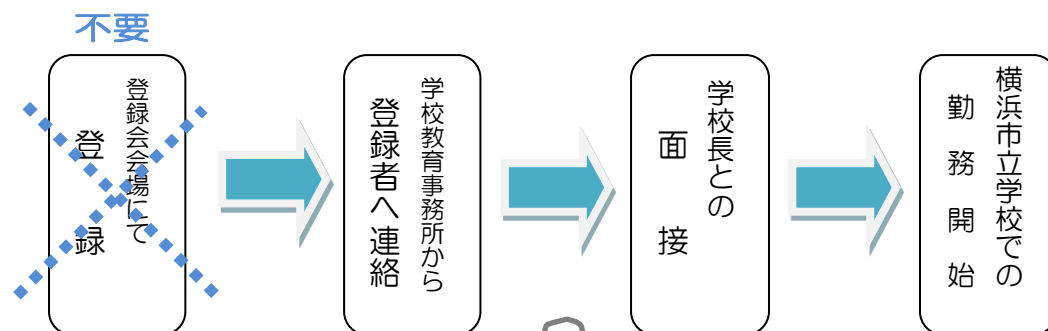 不要
登録会会場にて
登録
学校教育事務所から
登録者へ連絡
学校長との
面接
横浜市立学校での
勤務開始